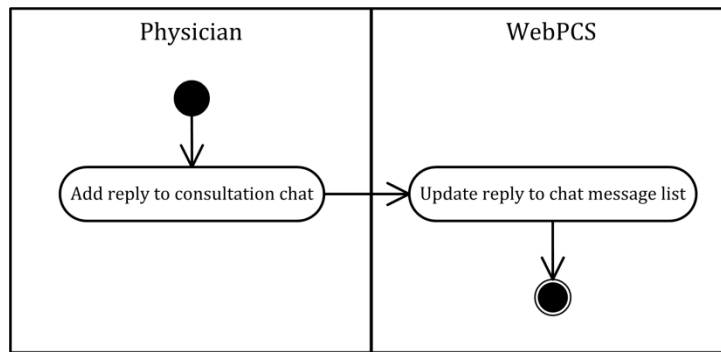 Physician
WebPCS
Add reply to consultation chat
Update reply to chat message list